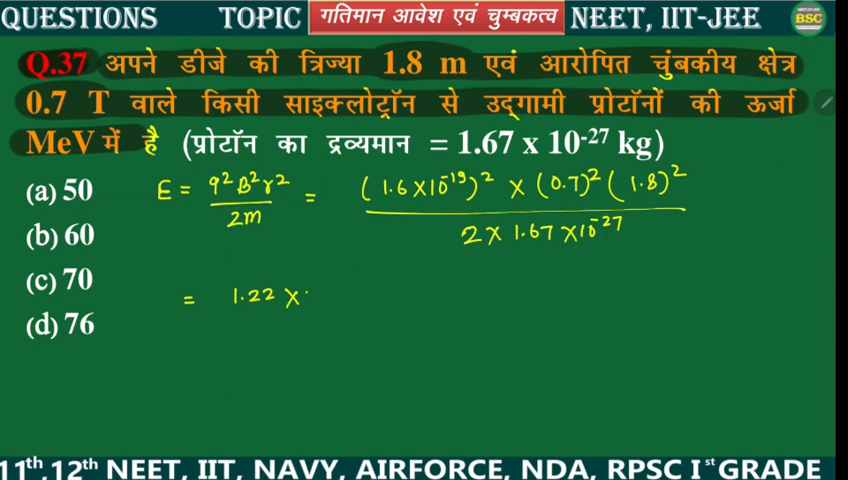 QUESTIONS TOPIC गतिमान आवेश एवं चुम्बकत्व NEET, IIT-JEE BSC
Q.37 अपने डीजे की त्रिज्या 1.8 m एवं आरोपित चुंबकीय क्षेत्र
0.7 T वाले किसी साइक्लोट्रॉन से उद्गामी प्रोटॉनों की ऊर्जा
MeV में है (प्रोटॉन का द्रव्यमान = 1.67 x 10⁻²⁷ kg)
(a) 50
(b) 60
(c) 70
(d) 76
E = q²B²r²/2m = (1.6×10⁻¹⁹)² × (0.7)² (1.8)² / 2 × 1.67 × 10⁻²⁷
= 1.22 ×
11th, 12th NEET, IIT, NAVY, AIRFORCE, NDA, RPSC I st GRADE